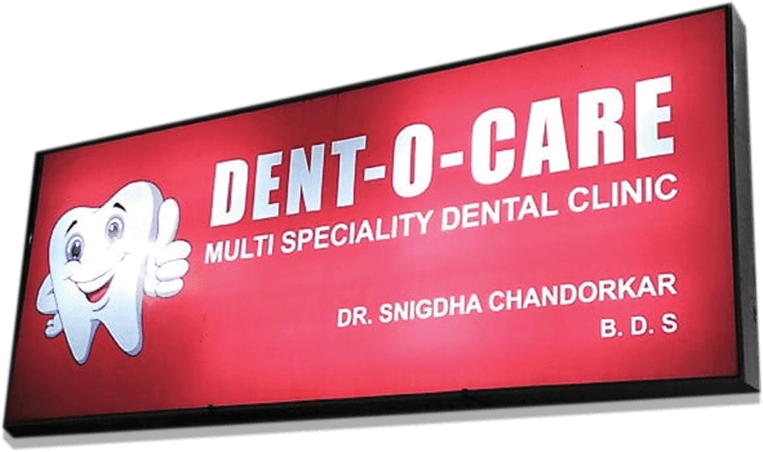 DENT-O-CARE
MULTI SPECIALITY DENTAL CLINIC
DR. SNIGDHA CHANDORKAR
B. D. S